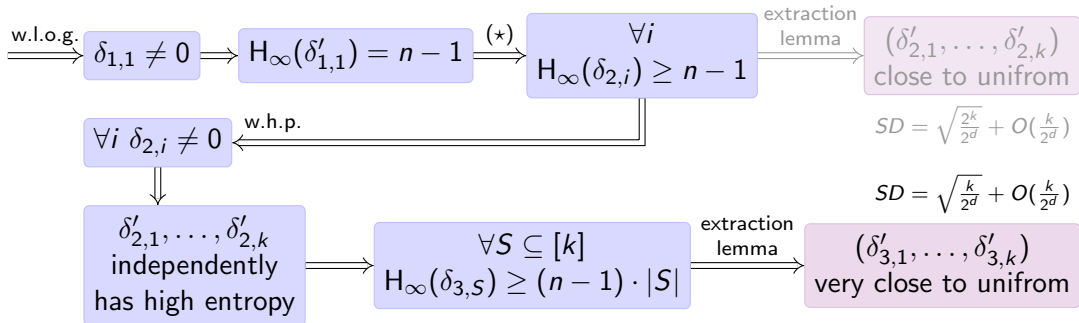 w.l.o.g.
δ_{1,1} ≠ 0
H_∞(δ′_{1,1}) = n − 1
(⋆)
∀i
H_∞(δ_{2,i}) ≥ n − 1
extraction
lemma
(δ′_{2,1}, . . . , δ′_{2,k})
close to unifrom
SD = √(2^k/2^d) + O(k/2^d)
w.h.p.
∀i δ_{2,i} ≠ 0
SD = √(k/2^d) + O(k/2^d)
δ′_{2,1}, . . . , δ′_{2,k}
independently
has high entropy
∀S ⊆ [k]
H_∞(δ_{3,S}) ≥ (n − 1) · |S|
extraction
lemma
(δ′_{3,1}, . . . , δ′_{3,k})
very close to unifrom